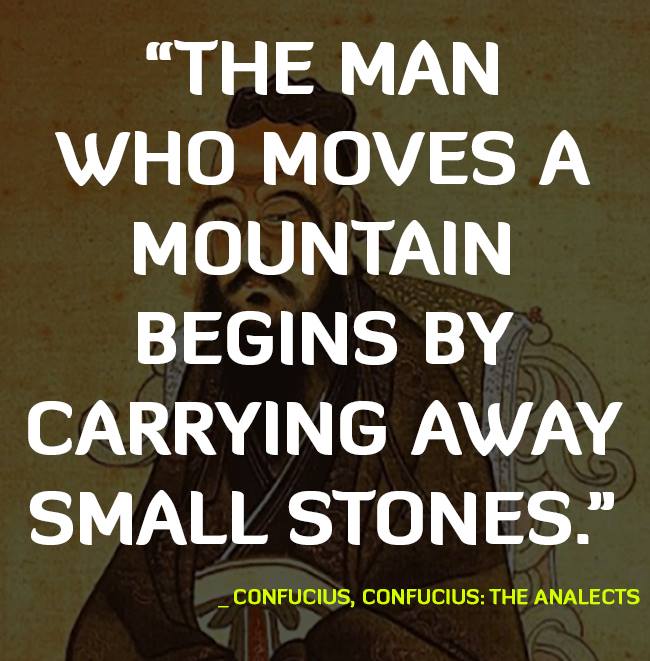 “THE MAN
WHO MOVES A
MOUNTAIN
BEGINS BY
CARRYING AWAY
SMALL STONES.”
_ CONFUCIUS, CONFUCIUS: THE ANALECTS